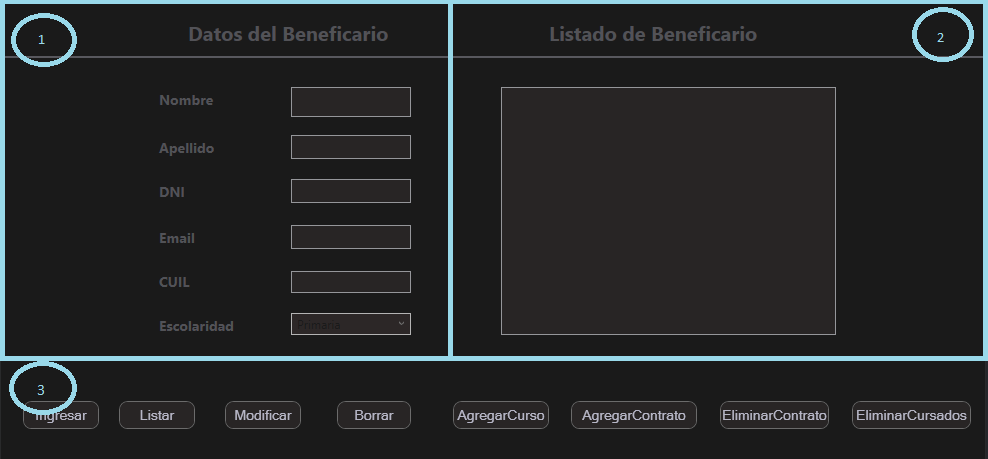 1
Datos del Beneficario
Nombre
Apellido
DNI
Email
CUIL
Escolaridad
Primaria
2
Listado de Beneficario
3
Ingresar
Listar
Modificar
Borrar
AgregarCurso
AgregarContrato
EliminarContrato
EliminarCursados